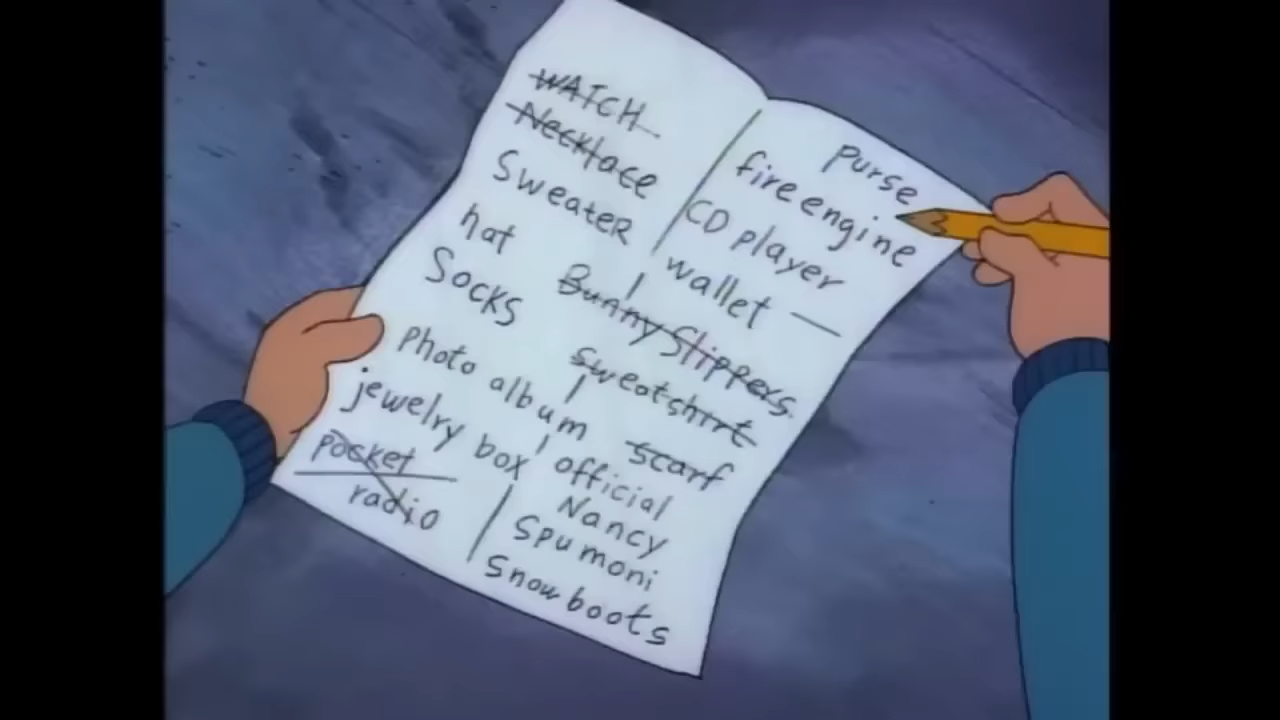 WATCH
Necklace
SweateR
hat
Socks
Photo album
jewelry box
pocket
radio
purse
fire engine
CD player
wallet —
Bunny Slippers
sweatshirt
scarf
official
Nancy
Spumoni
Snow boots